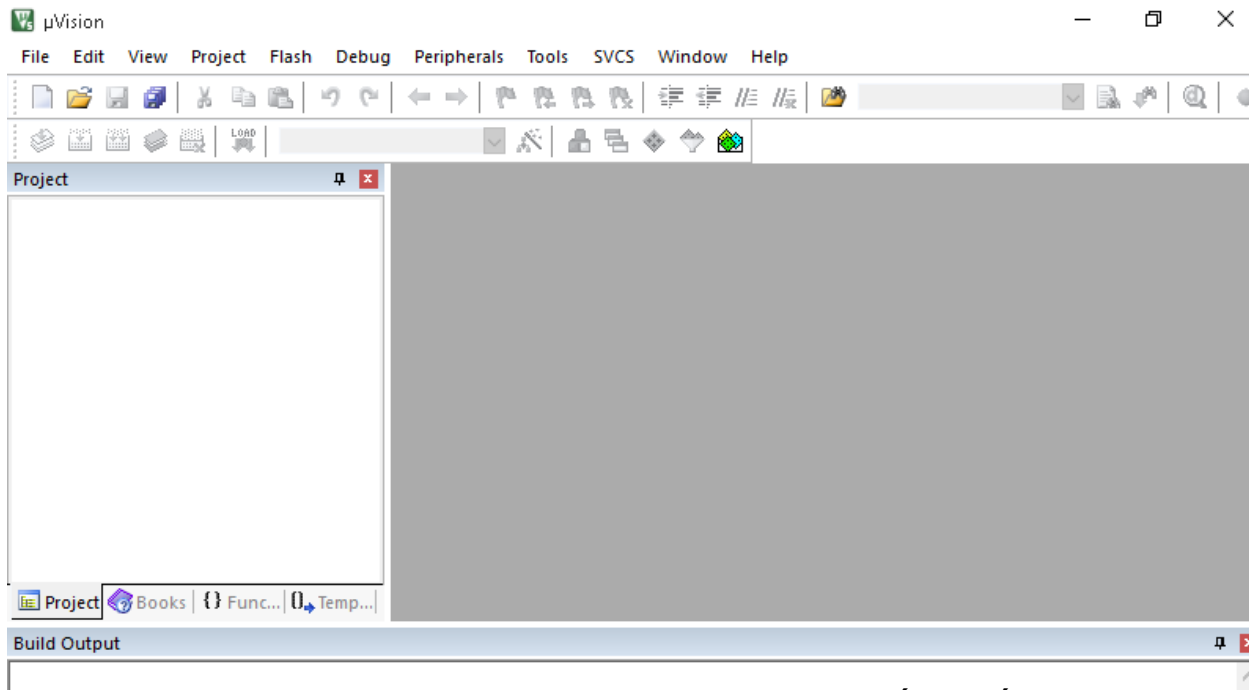 µVision
File Edit View Project Flash Debug Peripherals Tools SVCS Window Help
LOAD
Project
Project Books {} Func... Temp...
Build Output